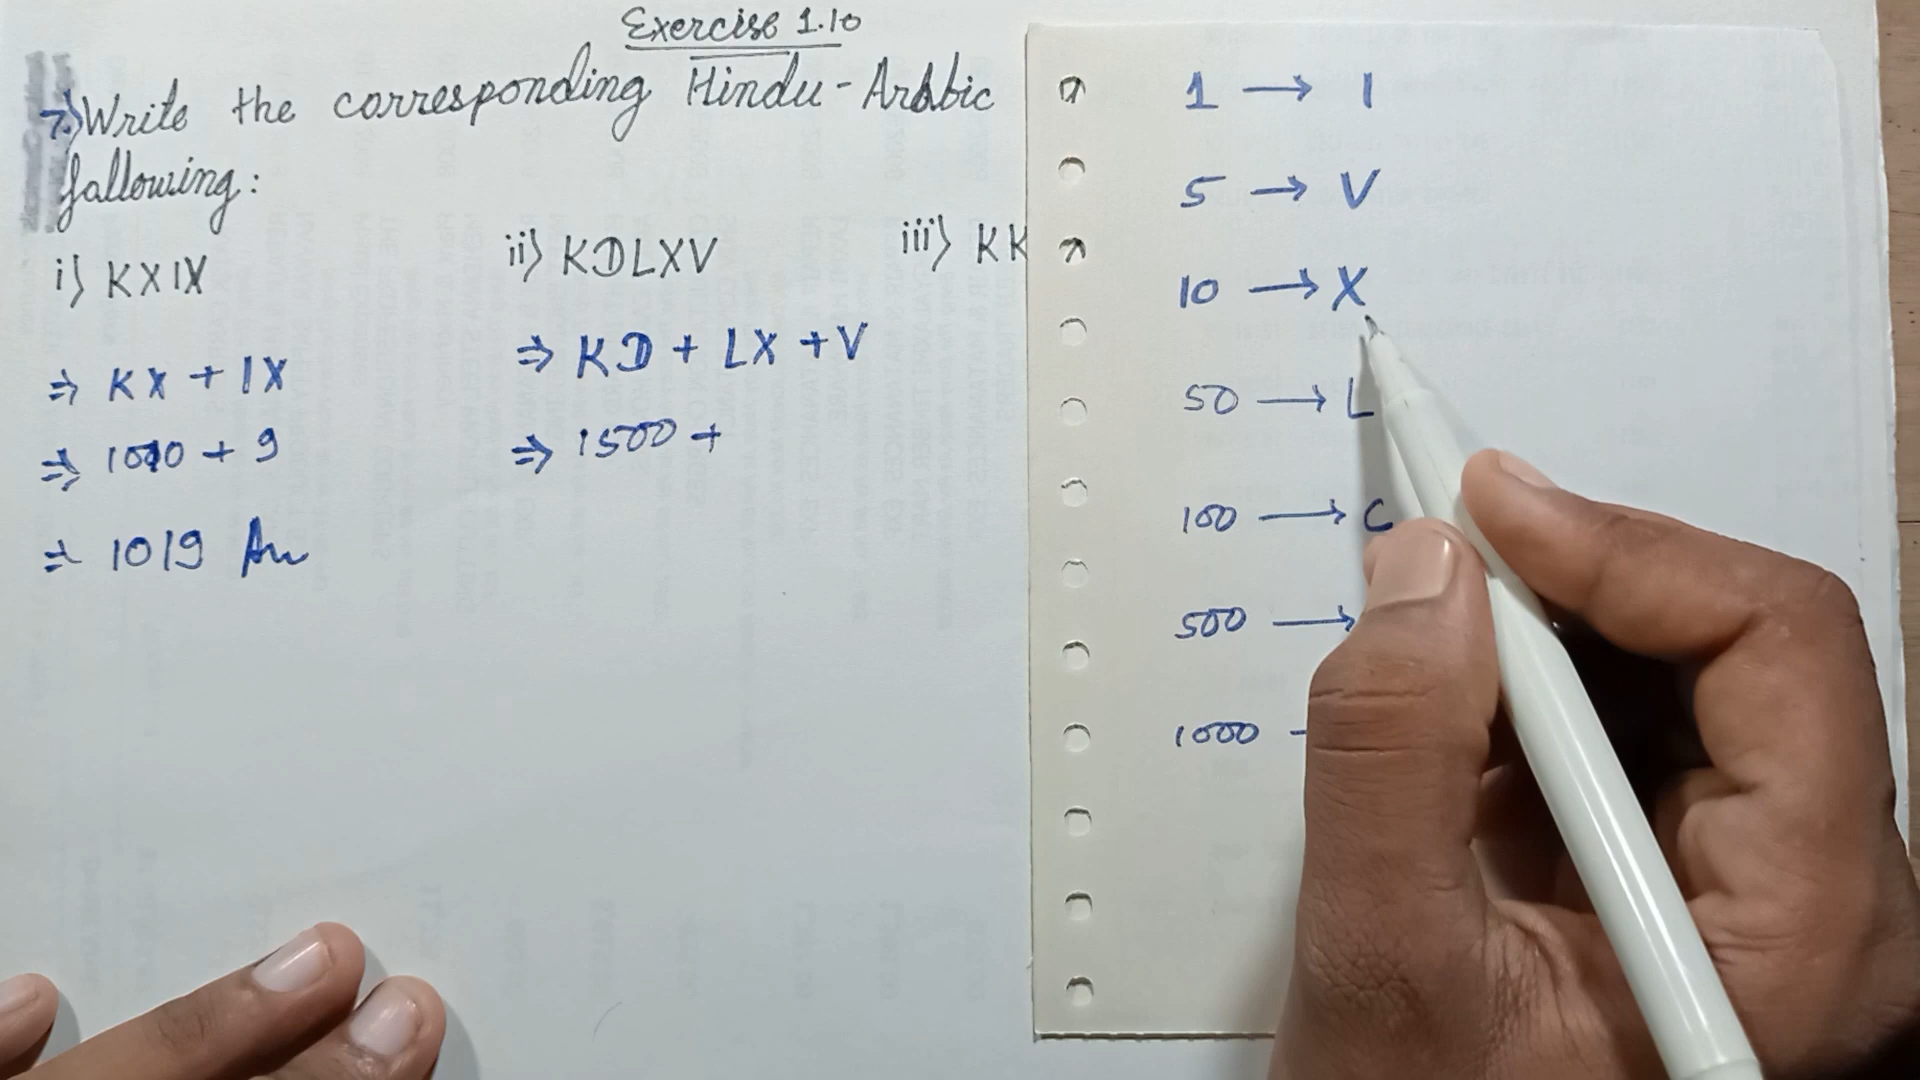 Exercise 1.10
7.) Write the corresponding Hindu-Arabic
fallowing:
i) KXIX
⇒ KX + IX
⇒ 1010 + 9
⇒ 1019 An
ii) KDLXV
⇒ KD + LX + V
⇒ 1500 +
iii) KK
1 → I
5 → V
10 → X
50 → L
100 → C
500 →
1000 -